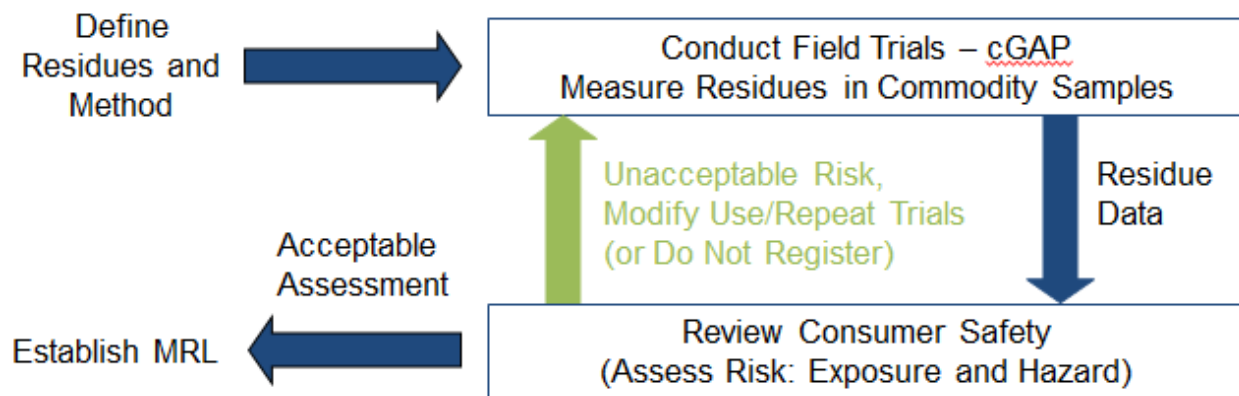 Define
Residues and
Method
Conduct Field Trials – cGAP
Measure Residues in Commodity Samples
Unacceptable Risk,
Modify Use/Repeat Trials
(or Do Not Register)
Residue
Data
Acceptable
Assessment
Establish MRL
Review Consumer Safety
(Assess Risk: Exposure and Hazard)